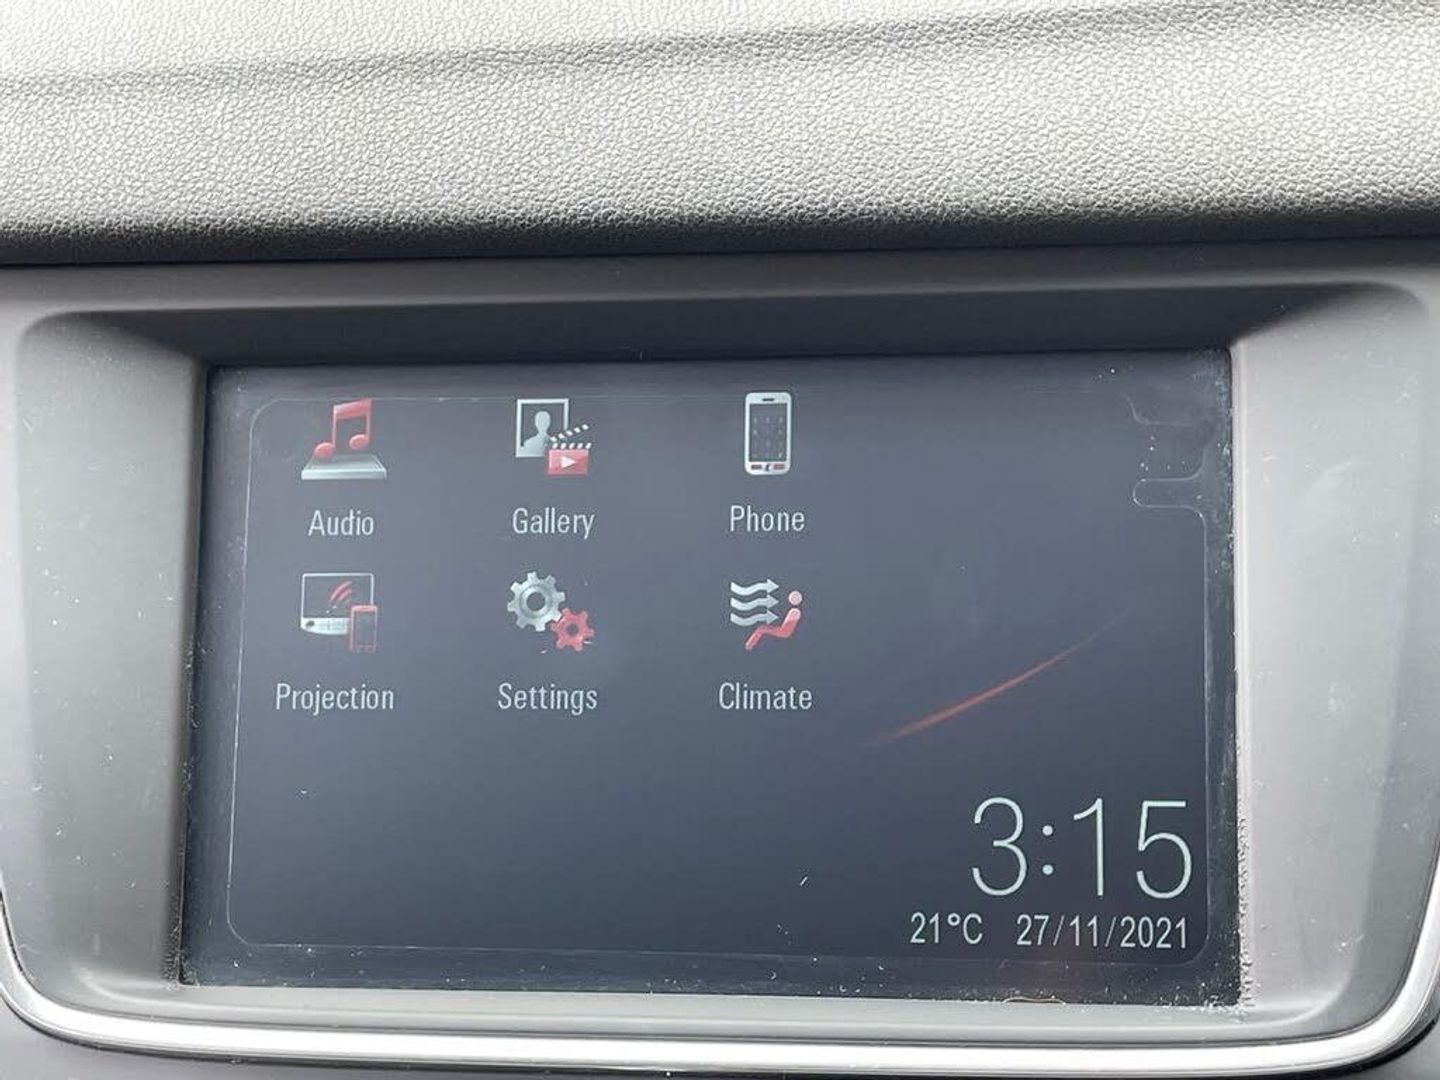 Audio Gallery Phone
Projection Settings Climate
3:15
21°C 27/11/2021